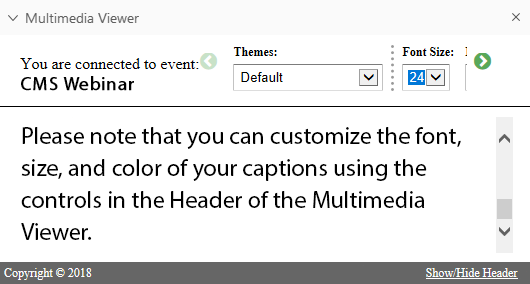 Multimedia Viewer
Themes: Font Size:
You are connected to event:
Default 24
CMS Webinar
Please note that you can customize the font,
size, and color of your captions using the
controls in the Header of the Multimedia
Viewer.
Copyright © 2018 Show/Hide Header